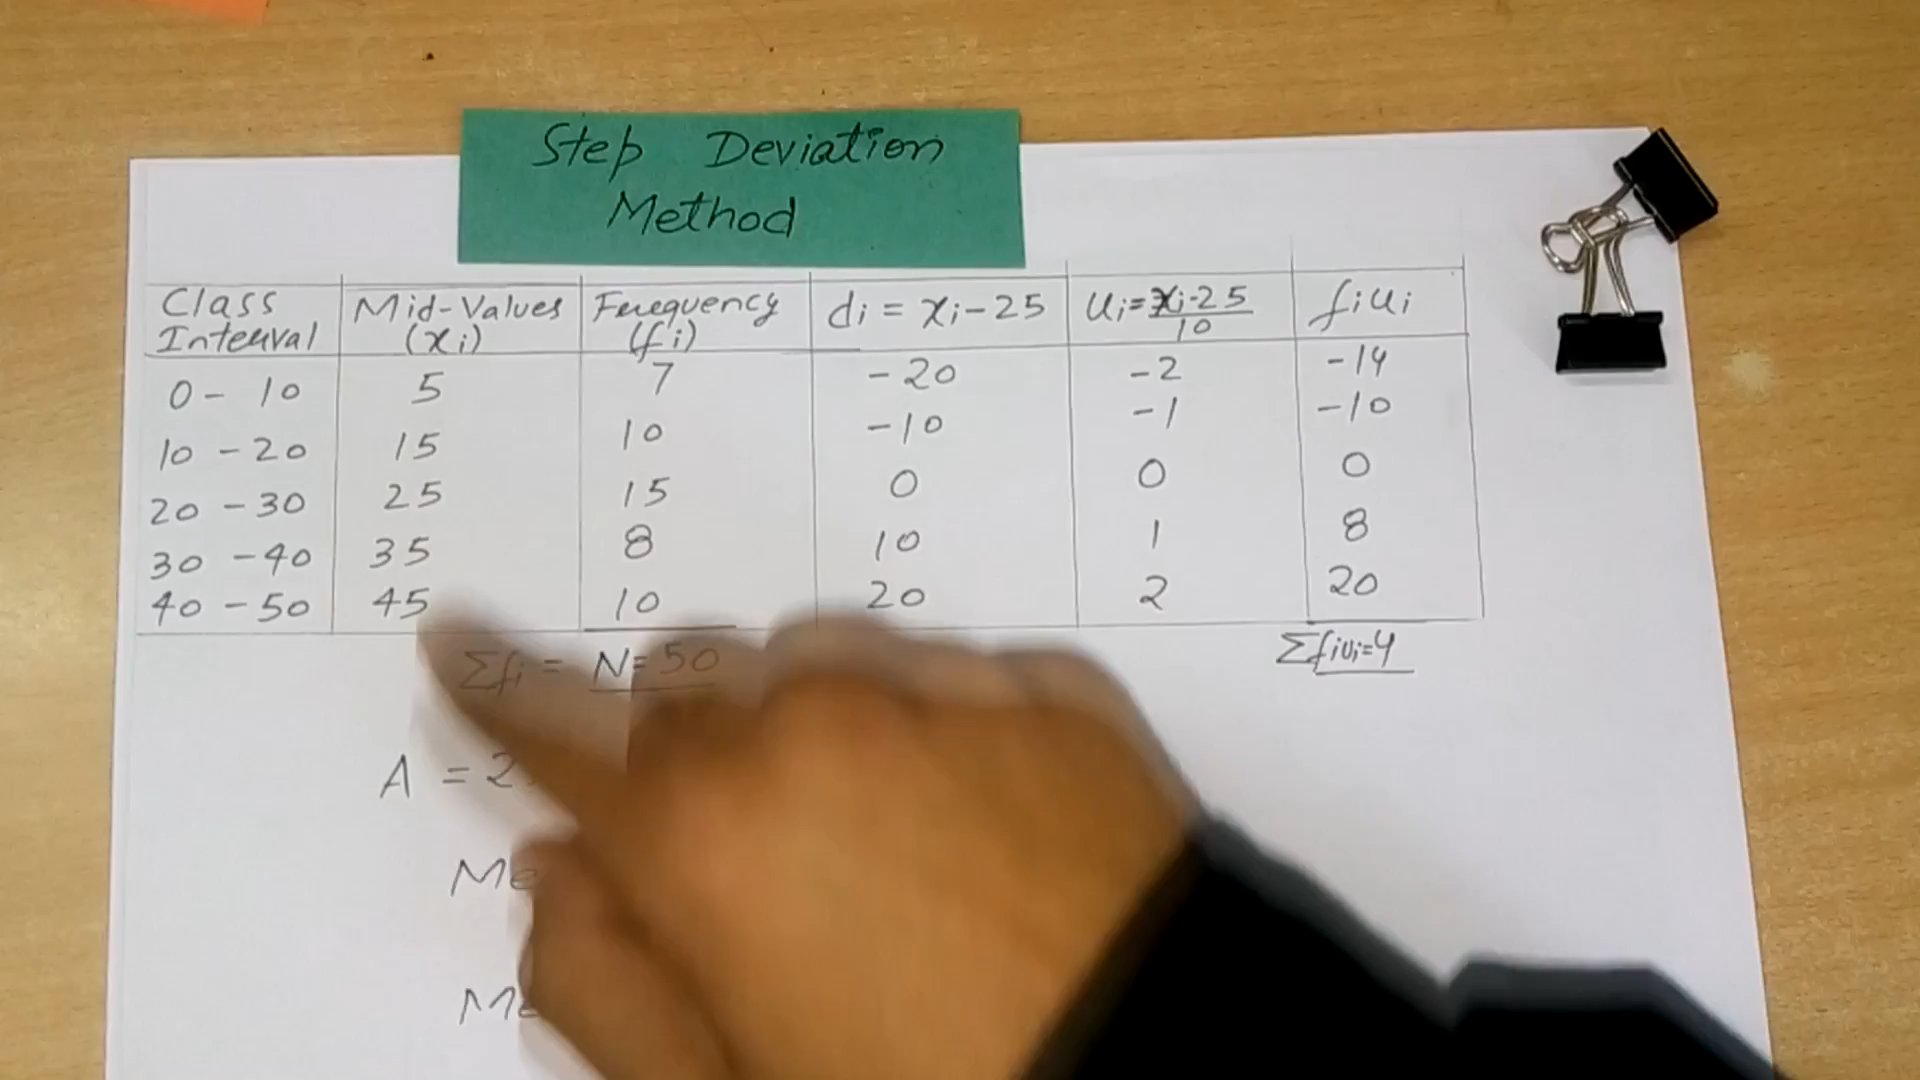 Step Deviation
Method
Class Interval Mid-Values (xi) Frequency (fi) di = xi-25 ui = xi-25/10 fiui
0 - 10 5 7 -20 -2 -14
10 - 20 15 10 -10 -1 -10
20 - 30 25 15 0 0 0
30 - 40 35 8 10 1 8
40 - 50 45 10 20 2 20
Σfi = N = 50 Σfiui = 4
A =